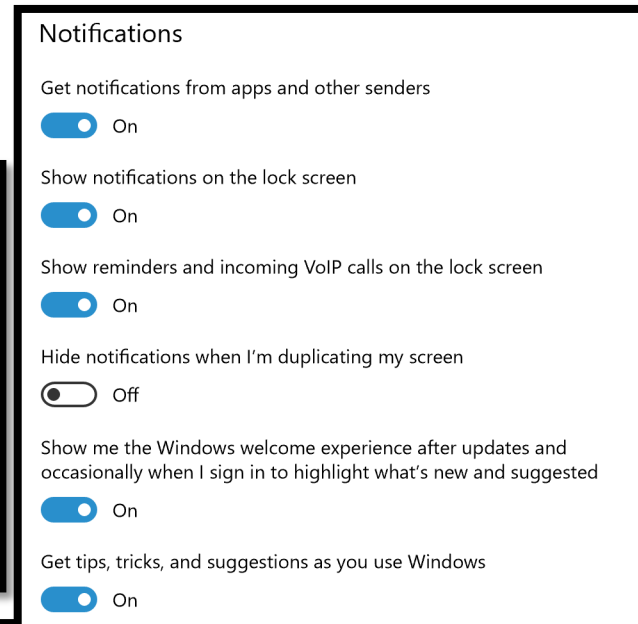 Notifications
Get notifications from apps and other senders
On
Show notifications on the lock screen
On
Show reminders and incoming VoIP calls on the lock screen
On
Hide notifications when I'm duplicating my screen
Off
Show me the Windows welcome experience after updates and
occasionally when I sign in to highlight what's new and suggested
On
Get tips, tricks, and suggestions as you use Windows
On